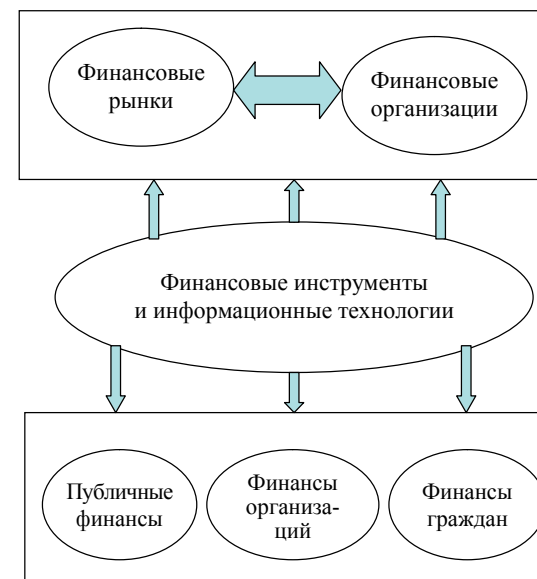 Финансовые
рынки
Финансовые
организации
Финансовые инструменты
и информационные технологии
Публичные
финансы
Финансы
организа-
ций
Финансы
граждан